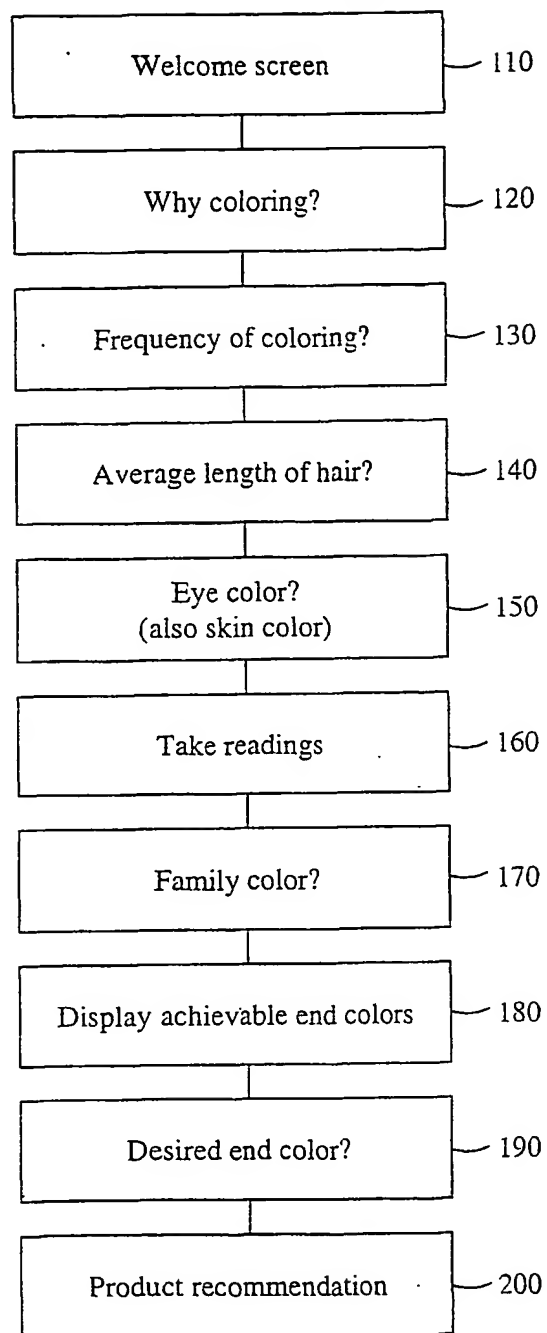 Welcome screen 110
Why coloring? 120
Frequency of coloring? 130
Average length of hair? 140
Eye color?
(also skin color) 150
Take readings 160
Family color? 170
Display achievable end colors 180
Desired end color? 190
Product recommendation 200